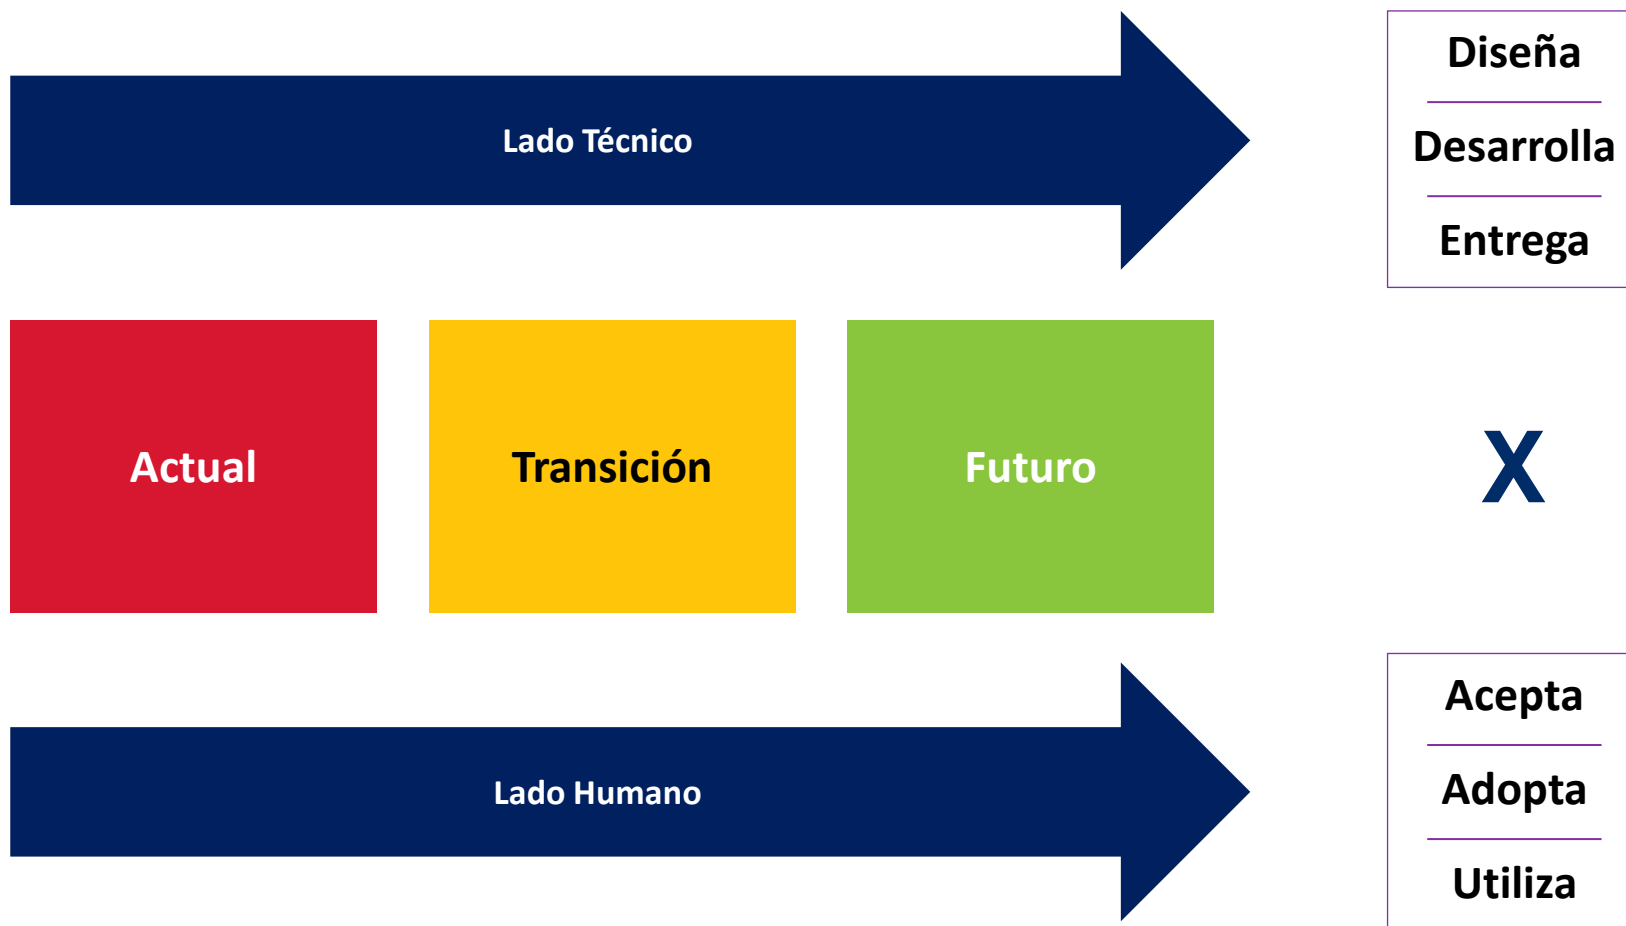 Lado Técnico
Diseña
Desarrolla
Entrega
Actual
Transición
Futuro
X
Lado Humano
Acepta
Adopta
Utiliza